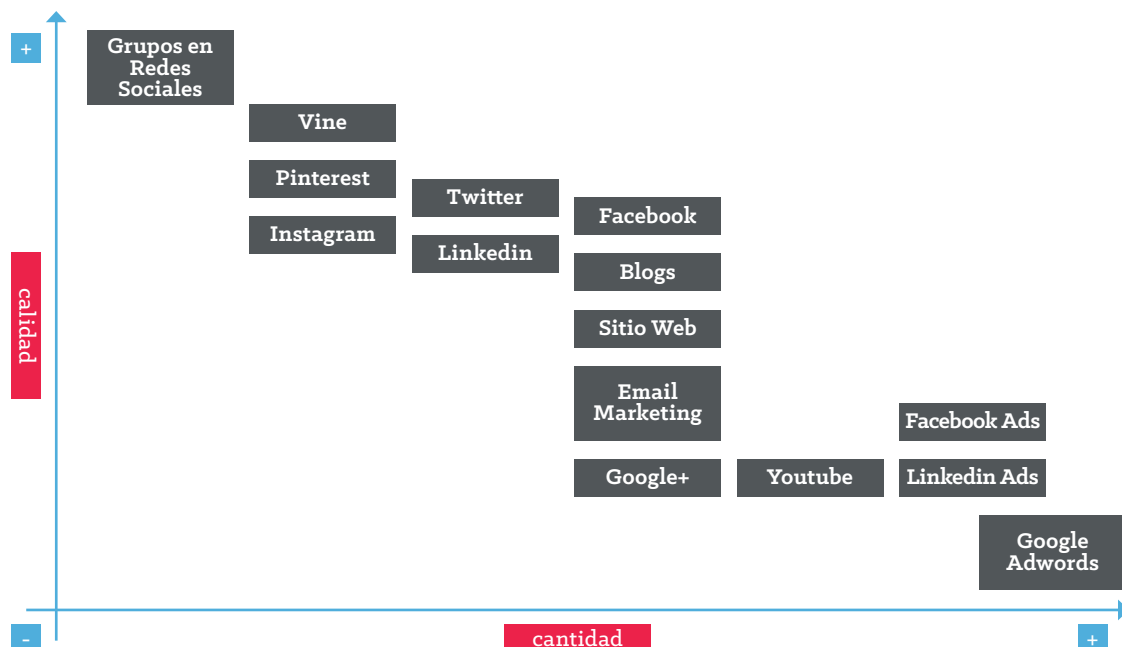 +
Grupos en
Redes
Sociales
Vine
Pinterest
Twitter
Facebook
Instagram
Linkedin
Blogs
calidad
Sitio Web
Email
Marketing
Facebook Ads
Google+
Youtube
Linkedin Ads
Google
Adwords
-
cantidad
+